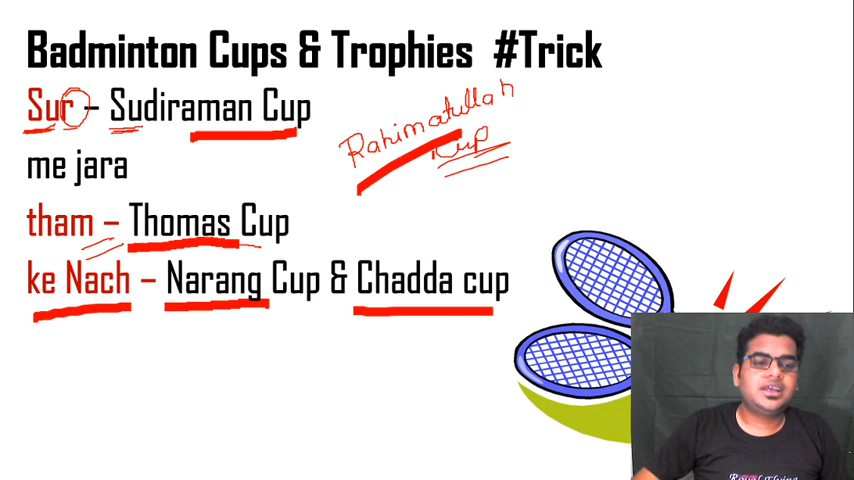 Badminton Cups & Trophies #Trick
Sur – Sudiraman Cup
Rahimatullah
Cup
me jara
tham – Thomas Cup
ke Nach – Narang Cup & Chadda cup